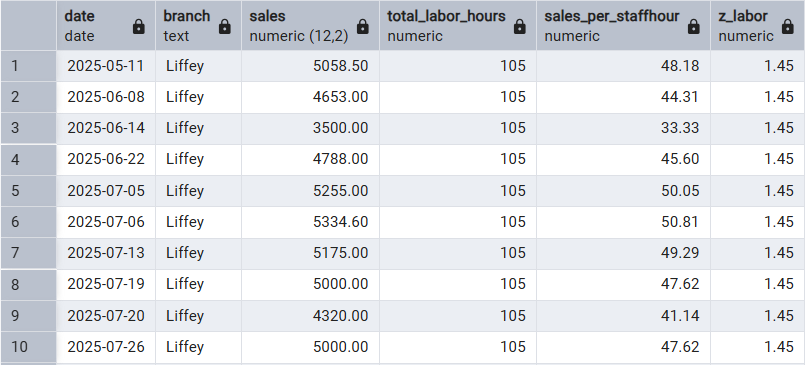 date branch sales total_labor_hours sales_per_staffhour z_labor
date text numeric (12,2) numeric numeric numeric
1 2025-05-11 Liffey 5058.50 105 48.18 1.45
2 2025-06-08 Liffey 4653.00 105 44.31 1.45
3 2025-06-14 Liffey 3500.00 105 33.33 1.45
4 2025-06-22 Liffey 4788.00 105 45.60 1.45
5 2025-07-05 Liffey 5255.00 105 50.05 1.45
6 2025-07-06 Liffey 5334.60 105 50.81 1.45
7 2025-07-13 Liffey 5175.00 105 49.29 1.45
8 2025-07-19 Liffey 5000.00 105 47.62 1.45
9 2025-07-20 Liffey 4320.00 105 41.14 1.45
10 2025-07-26 Liffey 5000.00 105 47.62 1.45